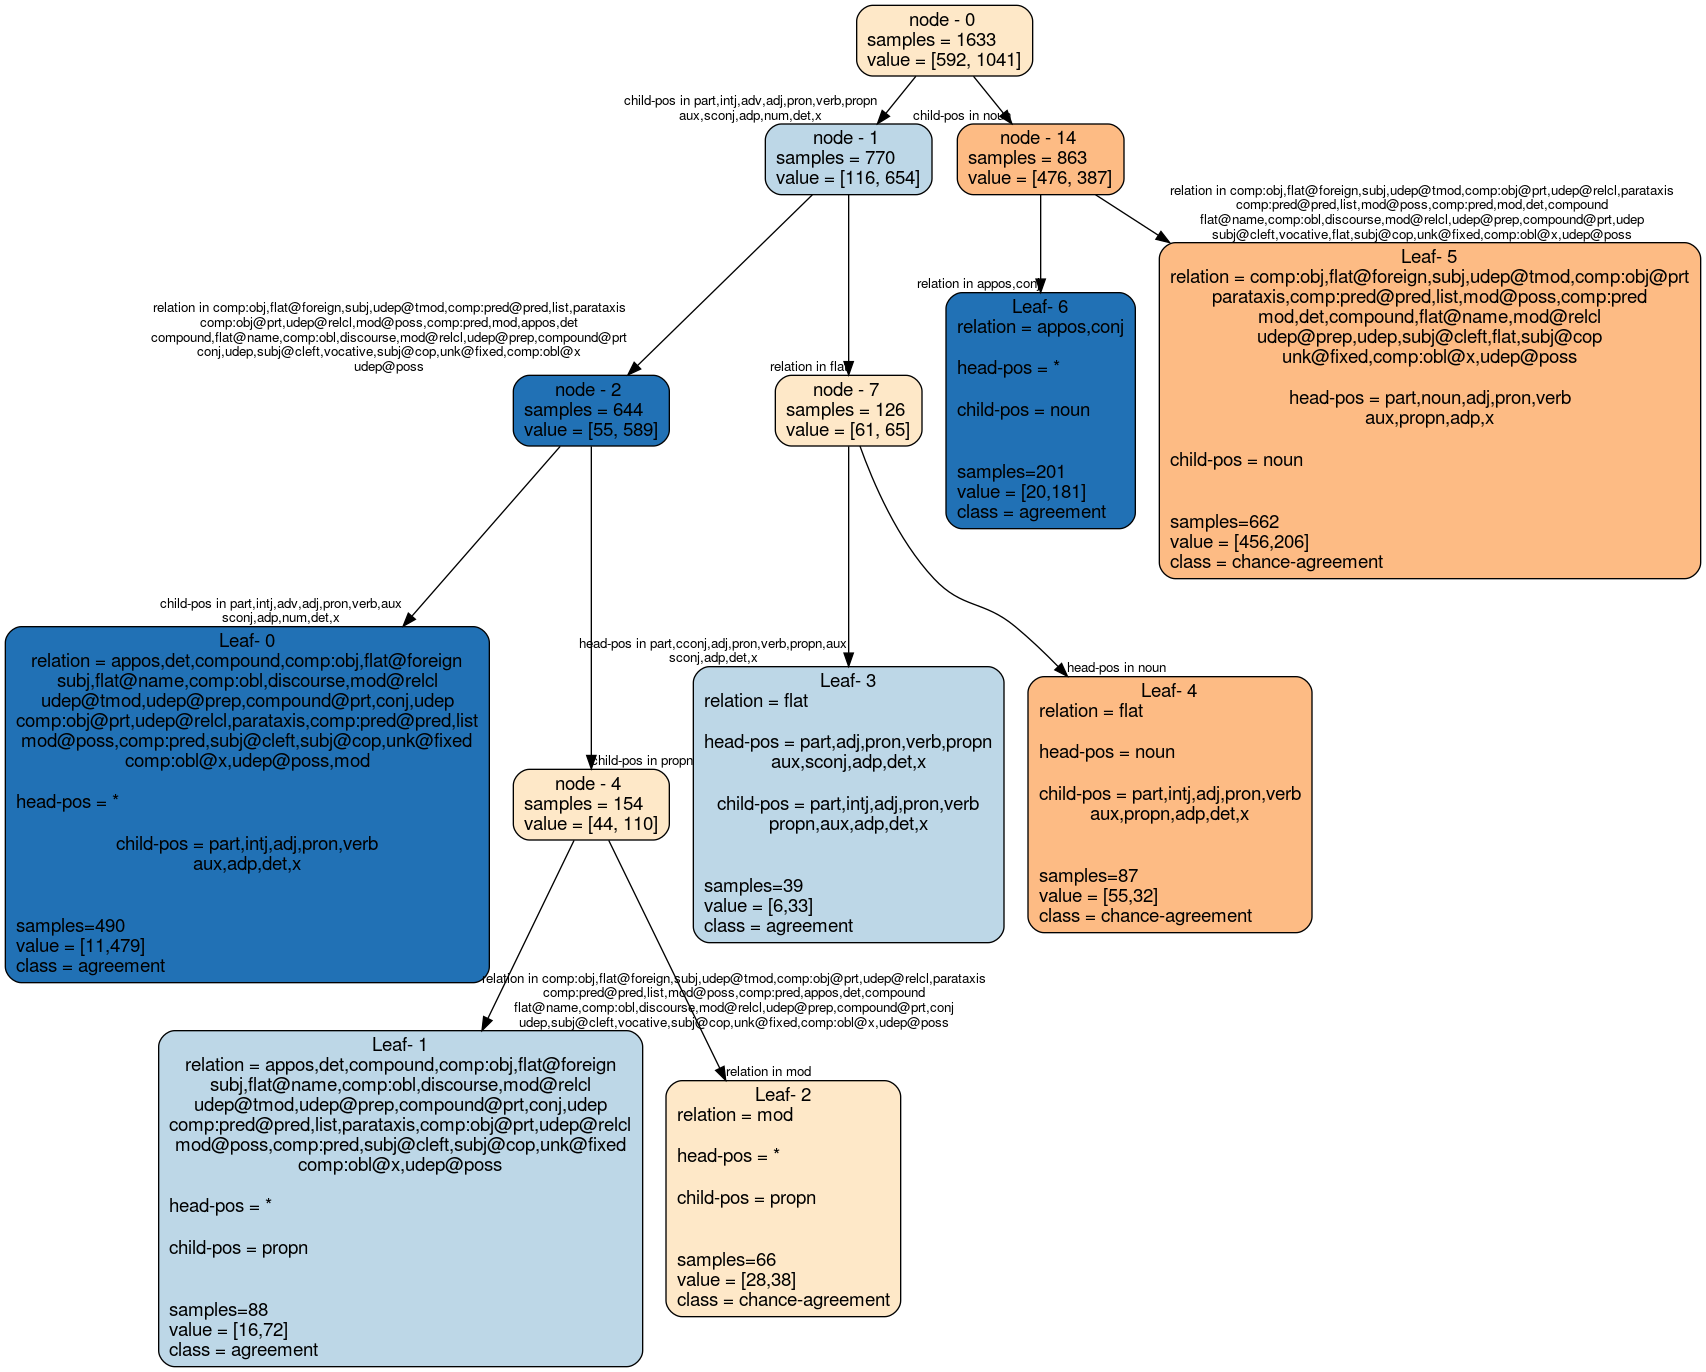 node - 0
samples = 1633
value = [592, 1041]
child-pos in part,intj,adv,adj,pron,verb,propn
aux,sconj,adp,num,det,x
child-pos in noun
node - 1
samples = 770
value = [116, 654]
node - 14
samples = 863
value = [476, 387]
relation in comp:obj,flat@foreign,subj,udep@tmod,comp:obj@prt,udep@relcl,parataxis
comp:pred@pred,list,mod@poss,comp:pred,mod,det,compound
flat@name,comp:obl,discourse,mod@relcl,udep@prep,compound@prt,udep
subj@cleft,vocative,flat,subj@cop,unk@fixed,comp:obl@x,udep@poss
relation in appos,conj
Leaf- 6
relation = appos,conj
head-pos = *
child-pos = noun
samples=201
value = [20,181]
class = agreement
Leaf- 5
relation = comp:obj,flat@foreign,subj,udep@tmod,comp:obj@prt
parataxis,comp:pred@pred,list,mod@poss,comp:pred
mod,det,compound,flat@name,mod@relcl
udep@prep,udep,subj@cleft,flat,subj@cop
unk@fixed,comp:obl@x,udep@poss
head-pos = part,noun,adj,pron,verb
aux,propn,adp,x
child-pos = noun
samples=662
value = [456,206]
class = chance-agreement
relation in comp:obj,flat@foreign,subj,udep@tmod,comp:pred@pred,list,parataxis
comp:obj@prt,udep@relcl,mod@poss,comp:pred,mod,appos,det
compound,flat@name,comp:obl,discourse,mod@relcl,udep@prep,compound@prt
conj,udep,subj@cleft,vocative,subj@cop,unk@fixed,comp:obl@x
udep@poss
relation in flat
node - 2
samples = 644
value = [55, 589]
node - 7
samples = 126
value = [61, 65]
child-pos in part,intj,adv,adj,pron,verb,aux
sconj,adp,num,det,x
child-pos in propn
head-pos in part,cconj,adj,pron,verb,propn,aux
sconj,adp,det,x
head-pos in noun
Leaf- 0
relation = appos,det,compound,comp:obj,flat@foreign
subj,flat@name,comp:obl,discourse,mod@relcl
udep@tmod,udep@prep,compound@prt,conj,udep
comp:obj@prt,udep@relcl,parataxis,comp:pred@pred,list
mod@poss,comp:pred,subj@cleft,subj@cop,unk@fixed
comp:obl@x,udep@poss,mod
head-pos = *
child-pos = part,intj,adj,pron,verb
aux,adp,det,x
samples=490
value = [11,479]
class = agreement
node - 4
samples = 154
value = [44, 110]
Leaf- 3
relation = flat
head-pos = part,adj,pron,verb,propn
aux,sconj,adp,det,x
child-pos = part,intj,adj,pron,verb
propn,aux,adp,det,x
samples=39
value = [6,33]
class = agreement
Leaf- 4
relation = flat
head-pos = noun
child-pos = part,intj,adj,pron,verb
aux,propn,adp,det,x
samples=87
value = [55,32]
class = chance-agreement
relation in comp:obj,flat@foreign,subj,udep@tmod,comp:obj@prt,udep@relcl,parataxis
comp:pred@pred,list,mod@poss,comp:pred,appos,det,compound
flat@name,comp:obl,discourse,mod@relcl,udep@prep,compound@prt,conj
udep,subj@cleft,vocative,subj@cop,unk@fixed,comp:obl@x,udep@poss
relation in mod
Leaf- 1
relation = appos,det,compound,comp:obj,flat@foreign
subj,flat@name,comp:obl,discourse,mod@relcl
udep@tmod,udep@prep,compound@prt,conj,udep
comp:pred@pred,list,parataxis,comp:obj@prt,udep@relcl
mod@poss,comp:pred,subj@cleft,subj@cop,unk@fixed
comp:obl@x,udep@poss
head-pos = *
child-pos = propn
samples=88
value = [16,72]
class = agreement
Leaf- 2
relation = mod
head-pos = *
child-pos = propn
samples=66
value = [28,38]
class = chance-agreement